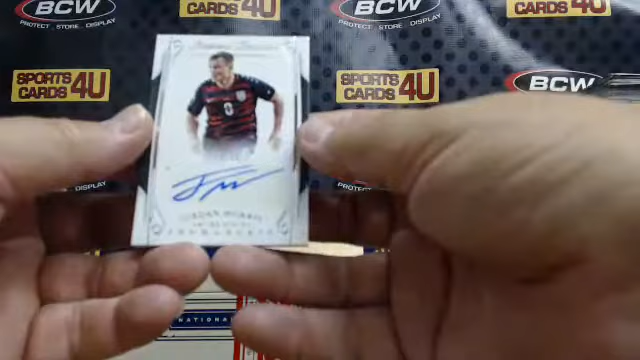 BCW
PROTECT STORE DISPLAY
CARDS 4U
BCW
PROTECT STORE DISPLAY
CARDS 4U
SPORTS
CARDS 4U
SPORTS
CARDS 4U
BCW
8
JORDAN MORRIS
DISPLAY
PROTECT
NATIONAL